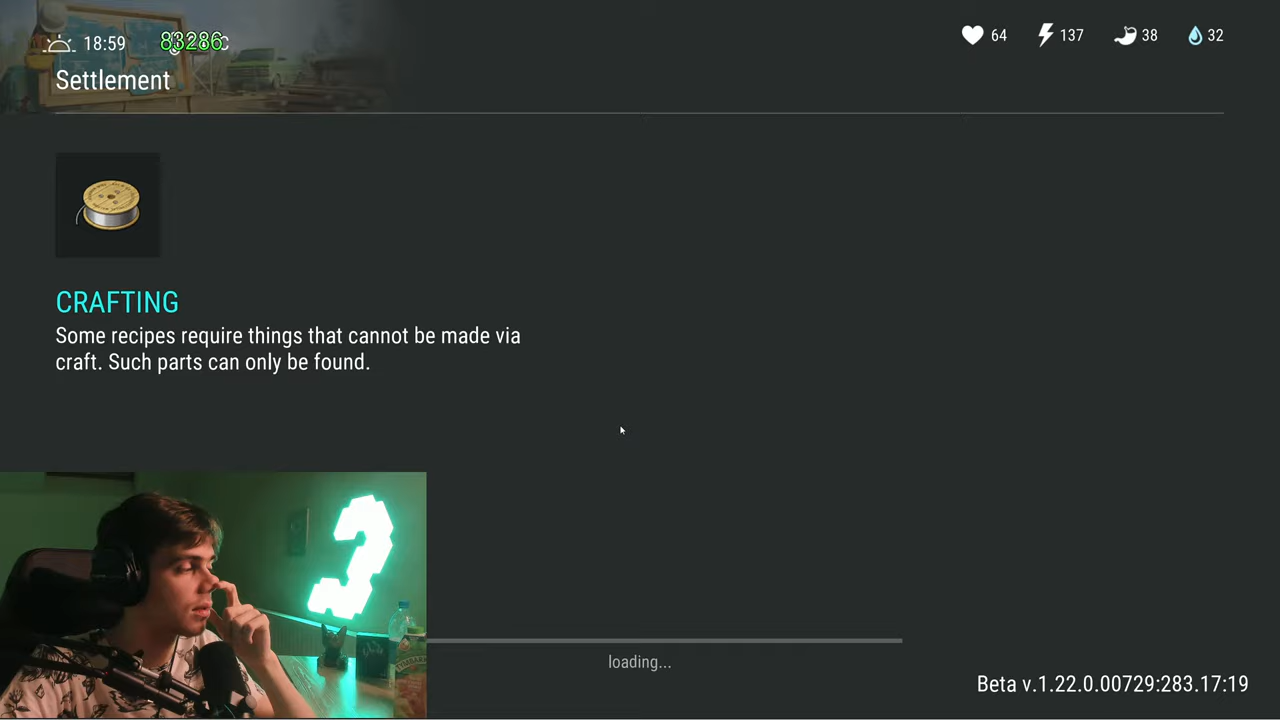 18:59 83286
64 137 38 32
Settlement
CRAFTING
Some recipes require things that cannot be made via
craft. Such parts can only be found.
loading...
Beta v.1.22.0.00729:283.17:19